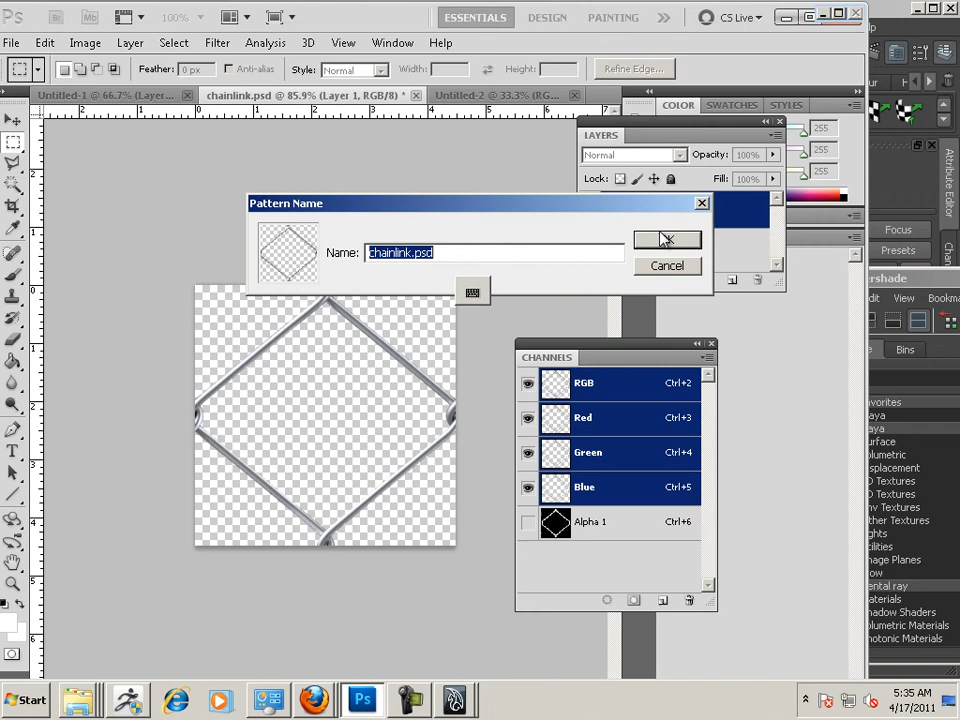 Ps 100% ESSENTIALS DESIGN PAINTING CS Live
File Edit Image Layer Select Filter Analysis 3D View Window Help
Feather: 0 px Anti-alias Style: Normal Width: Height: Refine Edge...
Untitled-1 @ 66.7% (Layer... chainlink.psd @ 85.9% (Layer 1, RGB/8) * Untitled-2 @ 33.3% (RG...
COLOR SWATCHES STYLES
LAYERS
255
Normal Opacity: 100%
255
Lock: Fill: 100%
255
Pattern Name
Name: chainlink.psd
OK
Cancel
CHANNELS
RGB Ctrl+2
Red Ctrl+3
Green Ctrl+4
Blue Ctrl+5
Alpha 1 Ctrl+6
Attribute Editor
Focus
Presets
ershade
dit View Bookma
Bins
avorites
aya
aya
urface
olumetric
isplacement
D Textures
nv Textures
ther Textures
ghts
ilities
nage Planes
ow
ental ray
aterials
hadow Shaders
olumetric Materials
hotonic Materials
Start
5:35 AM
4/17/2011